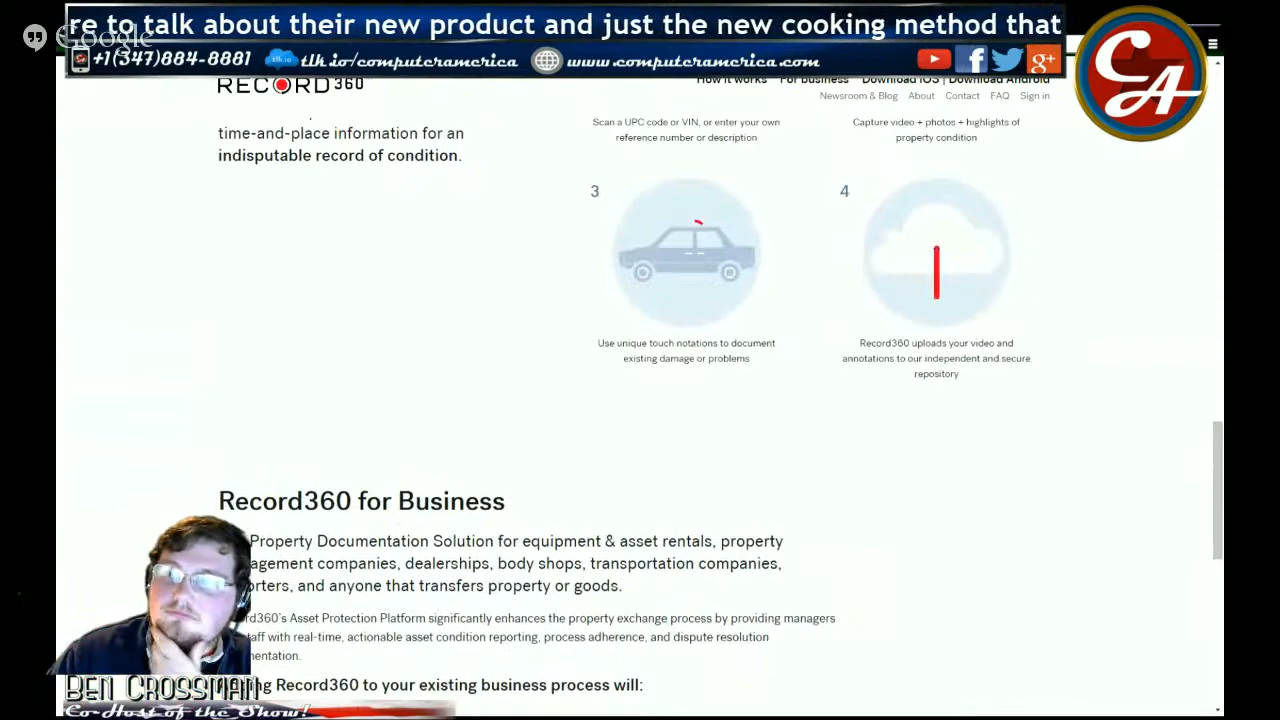 re to talk about their new product and just the new cooking method that
Google
+1(347)884-8881 tlk.io tlk.io/computeramerica www.computeramerica.com
CA
RECORD360
How it works For business Download iOS | Download Android
Newsroom & Blog About Contact FAQ Sign in
time-and-place information for an
indisputable record of condition.
Scan a UPC code or VIN, or enter your own
reference number or description
Capture video + photos + highlights of
property condition
3
4
Use unique touch notations to document
existing damage or problems
Record360 uploads your video and
annotations to our independent and secure
repository
Record360 for Business
Property Documentation Solution for equipment & asset rentals, property
agement companies, dealerships, body shops, transportation companies,
orters, and anyone that transfers property or goods.
rd360's Asset Protection Platform significantly enhances the property exchange process by providing managers
taff with real-time, actionable asset condition reporting, process adherence, and dispute resolution
mentation.
ng Record360 to your existing business process will:
BEN CROSSMAN
Co-Host of the Show!